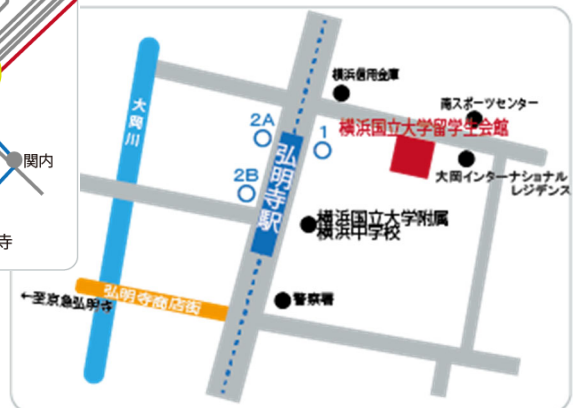 関内
寺
大岡川
横浜信用金庫
南スポーツセンター
2A
1
横浜国立大学留学生会館
弘明寺駅
大岡インターナショナル
レジデンス
2B
横浜国立大学附属
横浜中学校
警察署
弘明寺商店街
←至京急弘明寺